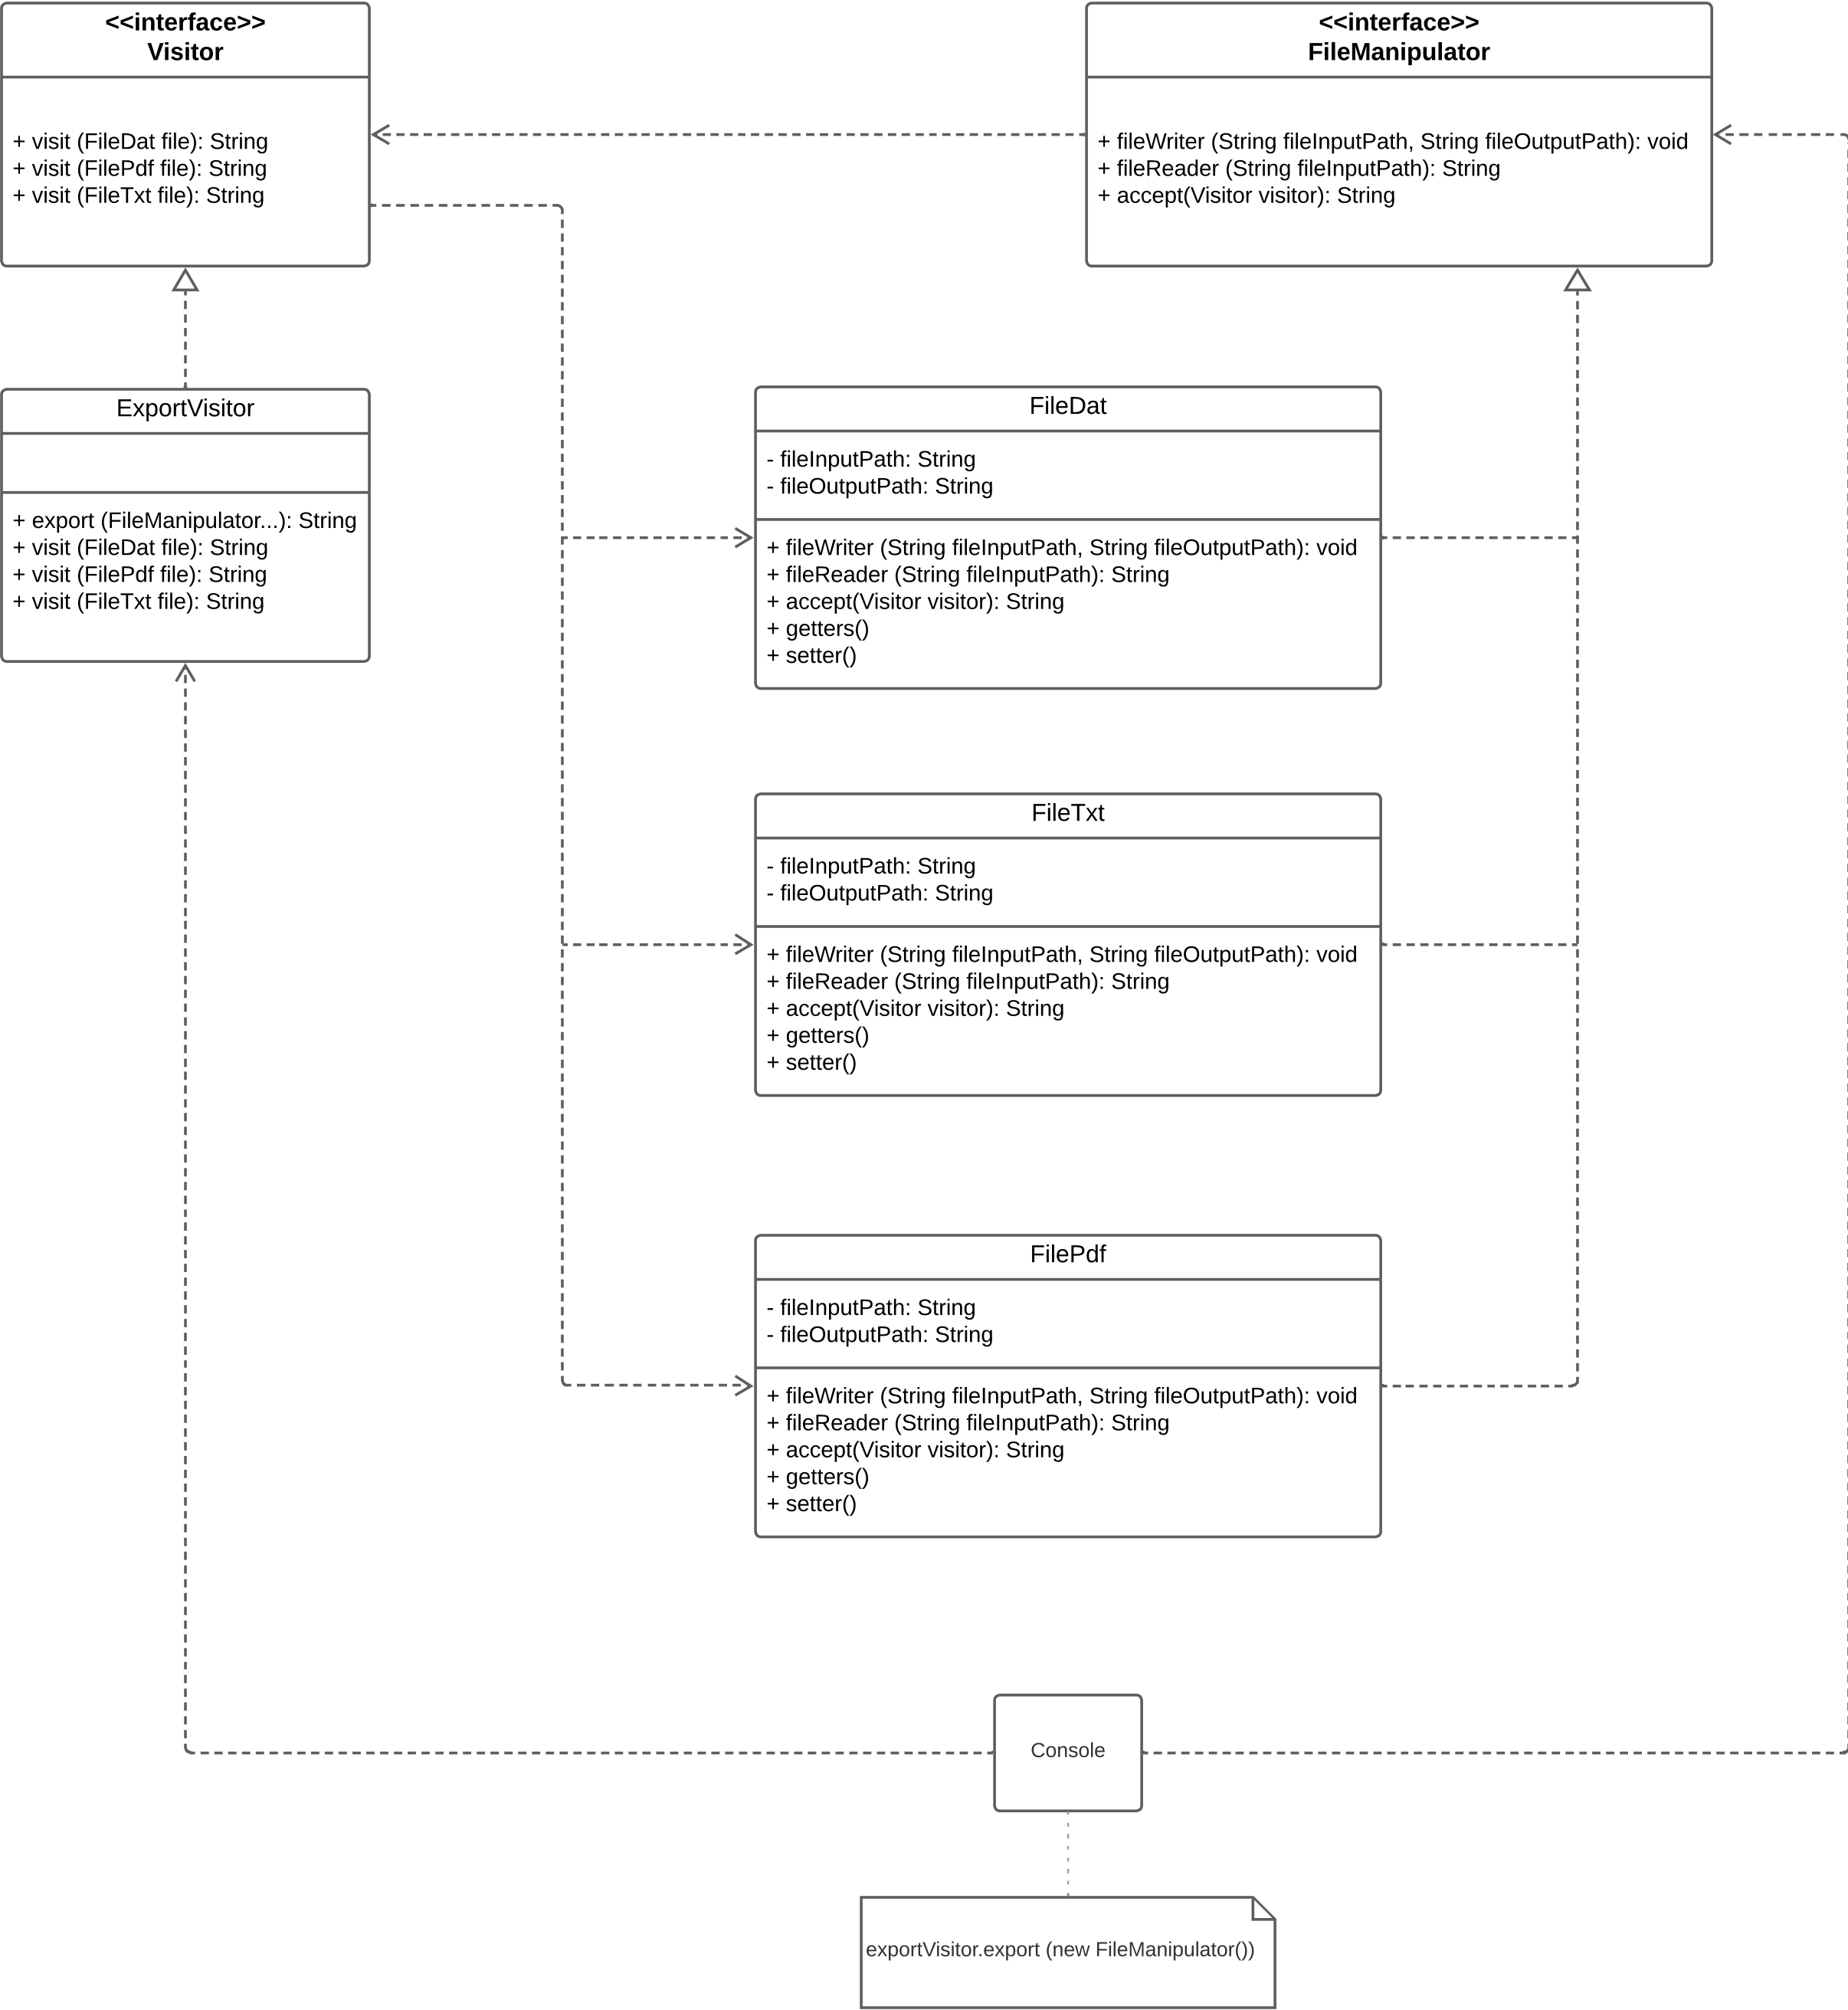 <<interface>>
Visitor
+ visit (FileDat file): String
+ visit (FilePdf file): String
+ visit (FileTxt file): String
<<interface>>
FileManipulator
+ fileWriter (String fileInputPath, String fileOutputPath): void
+ fileReader (String fileInputPath): String
+ accept(Visitor visitor): String
ExportVisitor
+ export (FileManipulator...): String
+ visit (FileDat file): String
+ visit (FilePdf file): String
+ visit (FileTxt file): String
FileDat
- fileInputPath: String
- fileOutputPath: String
+ fileWriter (String fileInputPath, String fileOutputPath): void
+ fileReader (String fileInputPath): String
+ accept(Visitor visitor): String
+ getters()
+ setter()
FileTxt
- fileInputPath: String
- fileOutputPath: String
+ fileWriter (String fileInputPath, String fileOutputPath): void
+ fileReader (String fileInputPath): String
+ accept(Visitor visitor): String
+ getters()
+ setter()
FilePdf
- fileInputPath: String
- fileOutputPath: String
+ fileWriter (String fileInputPath, String fileOutputPath): void
+ fileReader (String fileInputPath): String
+ accept(Visitor visitor): String
+ getters()
+ setter()
Console
exportVisitor.export (new FileManipulator())